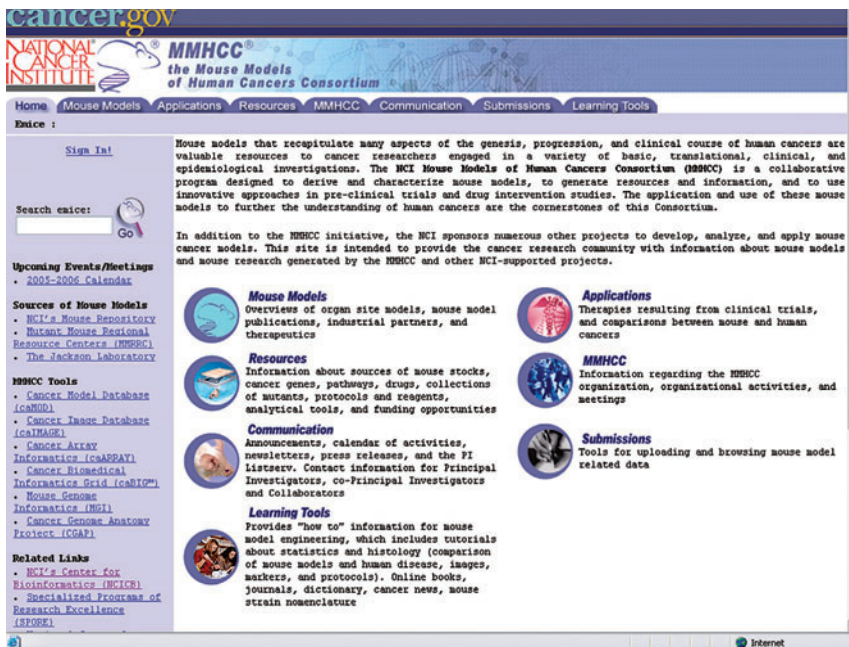 cancer.gov
NATIONAL
CANCER
INSTITUTE
MMHCC®
the Mouse Models
of Human Cancers Consortium
Home Mouse Models Applications Resources MMHCC Communication Submissions Learning Tools
Emice :
Sign In!
Search emice:
Go
Upcoming Events/Meetings
• 2005-2006 Calendar
Sources of Mouse Models
• NCI's Mouse Repository
• Mutant Mouse Regional
Resource Centers (MMRRC)
• The Jackson Laboratory
MMHCC Tools
• Cancer Model Database
(caMOD)
• Cancer Image Database
(caIMAGE)
• Cancer Array
Informatics (caARRAY)
• Cancer Biomedical
Informatics Grid (caBIG™)
• Mouse Genome
Informatics (MGI)
• Cancer Genome Anatomy
Project (CGAP)
Related Links
• NCI's Center for
Bioinformatics (NCICB)
• Specialized Programs of
Research Excellence
(SPORE)
Mouse models that recapitulate many aspects of the genesis, progression, and clinical course of human cancers are
valuable resources to cancer researchers engaged in a variety of basic, translational, clinical, and
epidemiological investigations. The NCI Mouse Models of Human Cancers Consortium (MMHCC) is a collaborative
program designed to derive and characterize mouse models, to generate resources and information, and to use
innovative approaches in pre-clinical trials and drug intervention studies. The application and use of these mouse
models to further the understanding of human cancers are the cornerstones of this Consortium.
In addition to the MMHCC initiative, the NCI sponsors numerous other projects to develop, analyze, and apply mouse
cancer models. This site is intended to provide the cancer research community with information about mouse models
and mouse research generated by the MMHCC and other NCI-supported projects.
Mouse Models
Overviews of organ site models, mouse model
publications, industrial partners, and
therapeutics
Resources
Information about sources of mouse stocks,
cancer genes, pathways, drugs, collections
of mutants, protocols and reagents,
analytical tools, and funding opportunities
Communication
Announcements, calendar of activities,
newsletters, press releases, and the PI
Listserv. Contact information for Principal
Investigators, co-Principal Investigators
and Collaborators
Learning Tools
Provides "how to" information for mouse
model engineering, which includes tutorials
about statistics and histology (comparison
of mouse models and human disease, images,
markers, and protocols). Online books,
journals, dictionary, cancer news, mouse
strain nomenclature
Applications
Therapies resulting from clinical trials,
and comparisons between mouse and human
cancers
MMHCC
Information regarding the MMHCC
organization, organizational activities, and
meetings
Submissions
Tools for uploading and browsing mouse model
related data
Internet